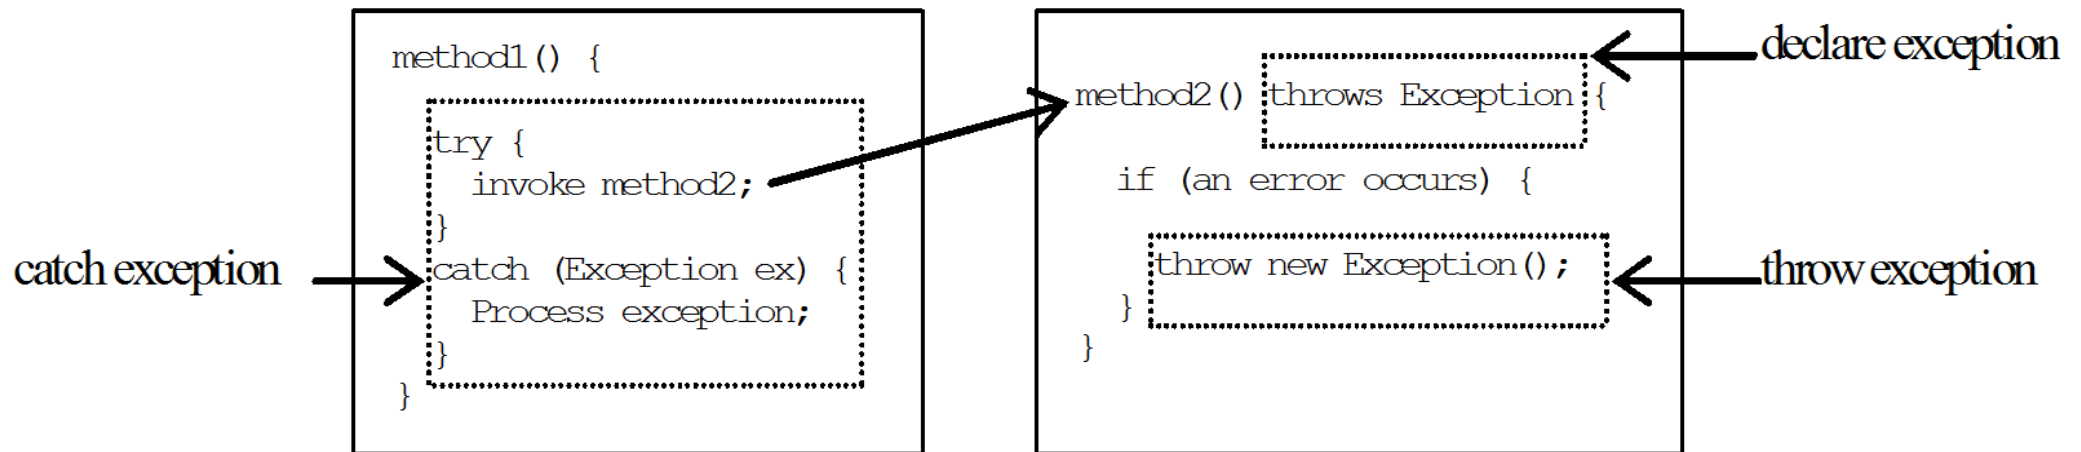 method1() {
try {
invoke method2;
}
catch (Exception ex) {
Process exception;
}
}
catch exception
method2() throws Exception {
if (an error occurs) {
throw new Exception();
}
}
declare exception
throw exception